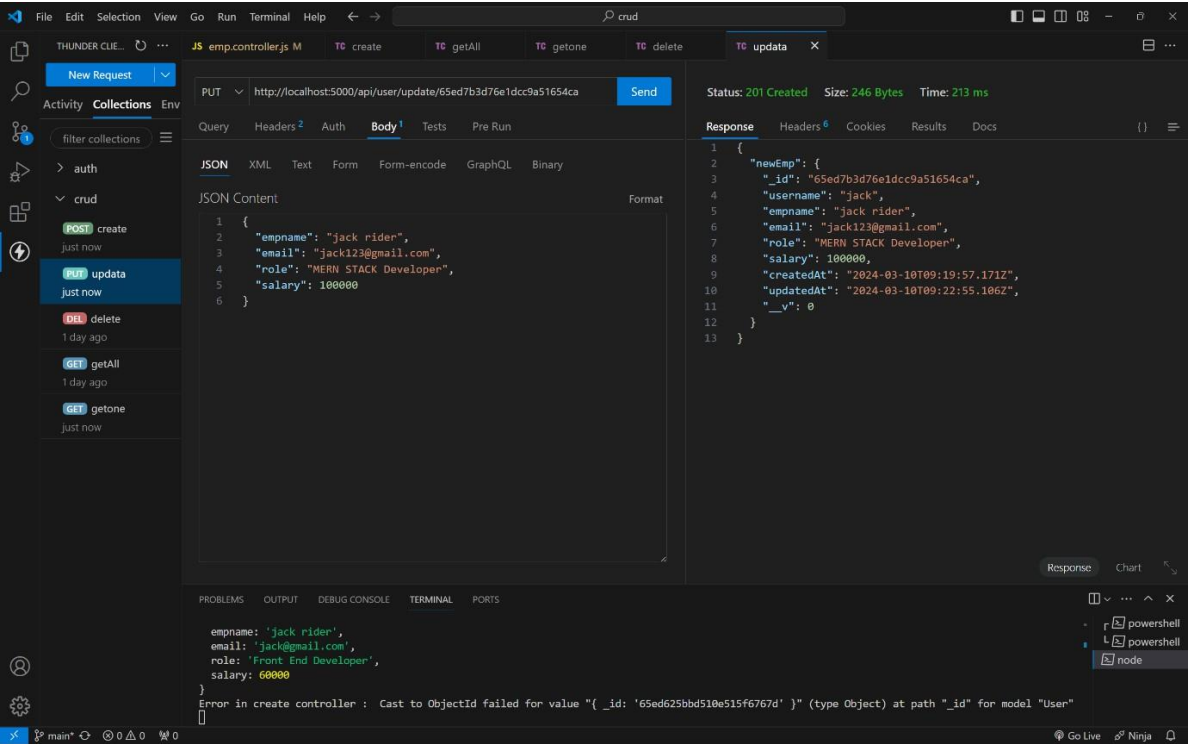 File Edit Selection View Go Run Terminal Help
crud
THUNDER CLIE...
New Request
Activity Collections Env
filter collections
auth
crud
POST create
just now
PUT updata
just now
DEL delete
1 day ago
GET getAll
1 day ago
GET getone
just now
JS emp.controller.js M TC create TC getAll TC getone TC delete TC updata
PUT http://localhost:5000/api/user/update/65ed7b3d76e1dcc9a51654ca Send
Query Headers 2 Auth Body 1 Tests Pre Run
JSON XML Text Form Form-encode GraphQL Binary
JSON Content Format
1 {
2 "empname": "jack rider",
3 "email": "jack123@gmail.com",
4 "role": "MERN STACK Developer",
5 "salary": 100000
6 }
Status: 201 Created Size: 246 Bytes Time: 213 ms
Response Headers 6 Cookies Results Docs {}
1 {
2 "newEmp": {
3 "_id": "65ed7b3d76e1dcc9a51654ca",
4 "username": "jack",
5 "empname": "jack rider",
6 "email": "jack123@gmail.com",
7 "role": "MERN STACK Developer",
8 "salary": 100000,
9 "createdAt": "2024-03-10T09:19:57.171Z",
10 "updatedAt": "2024-03-10T09:22:55.106Z",
11 "__v": 0
12 }
13 }
Response Chart
PROBLEMS OUTPUT DEBUG CONSOLE TERMINAL PORTS
empname: 'jack rider',
email: 'jack@gmail.com',
role: 'Front End Developer',
salary: 60000
}
Error in create controller : Cast to ObjectId failed for value "{ _id: '65ed625bbd510e515f6767d' }" (type Object) at path "_id" for model "User"
powershell
powershell
node
main* 0 0 0 Go Live Ninja